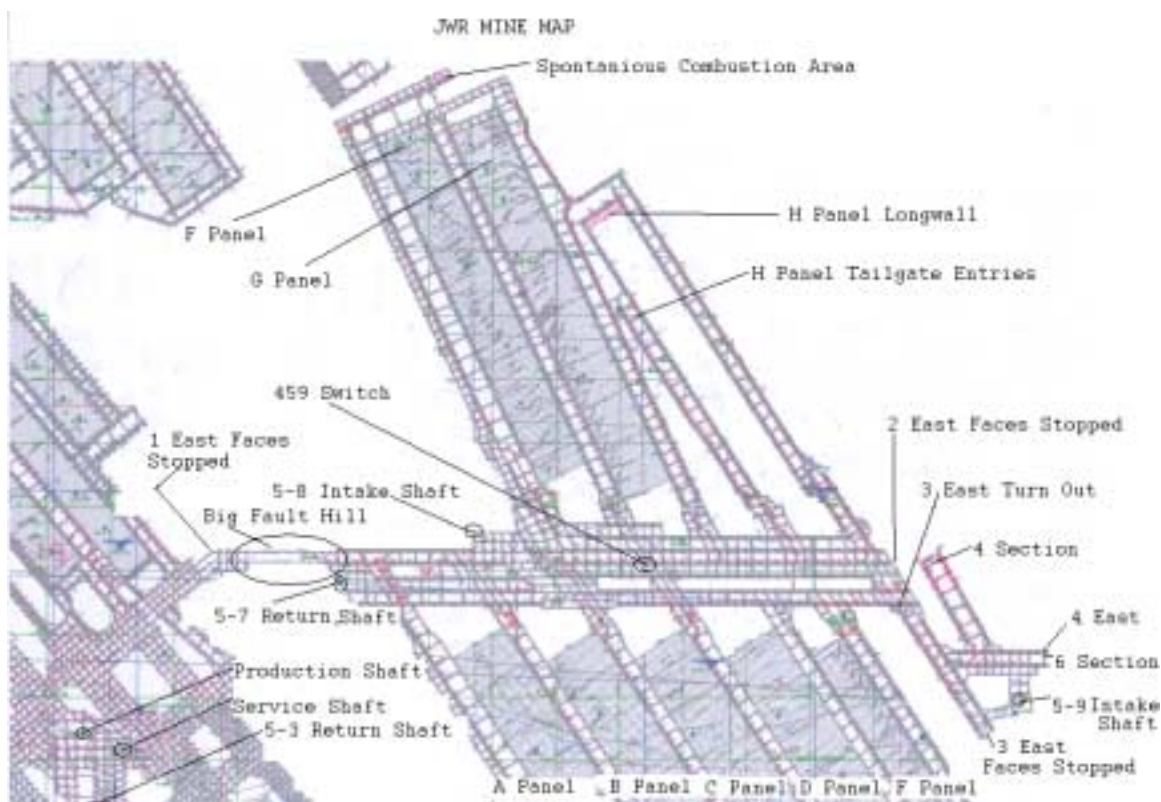 JWR MINE MAP
Spontanious Combustion Area
F Panel
H Panel Longwall
G Panel
H Panel Tailgate Entries
459 Switch
2 East Faces Stopped
1 East Faces
Stopped
5-8 Intake Shaft
3 East Turn Out
Big Fault Hill
4 Section
5-7 Return Shaft
4 East
6 Section
Production Shaft
Service Shaft
5-9 Intake
Shaft
5-3 Return Shaft
3 East
Faces Stopped
A Panel
B Panel
C Panel
D Panel
F Panel